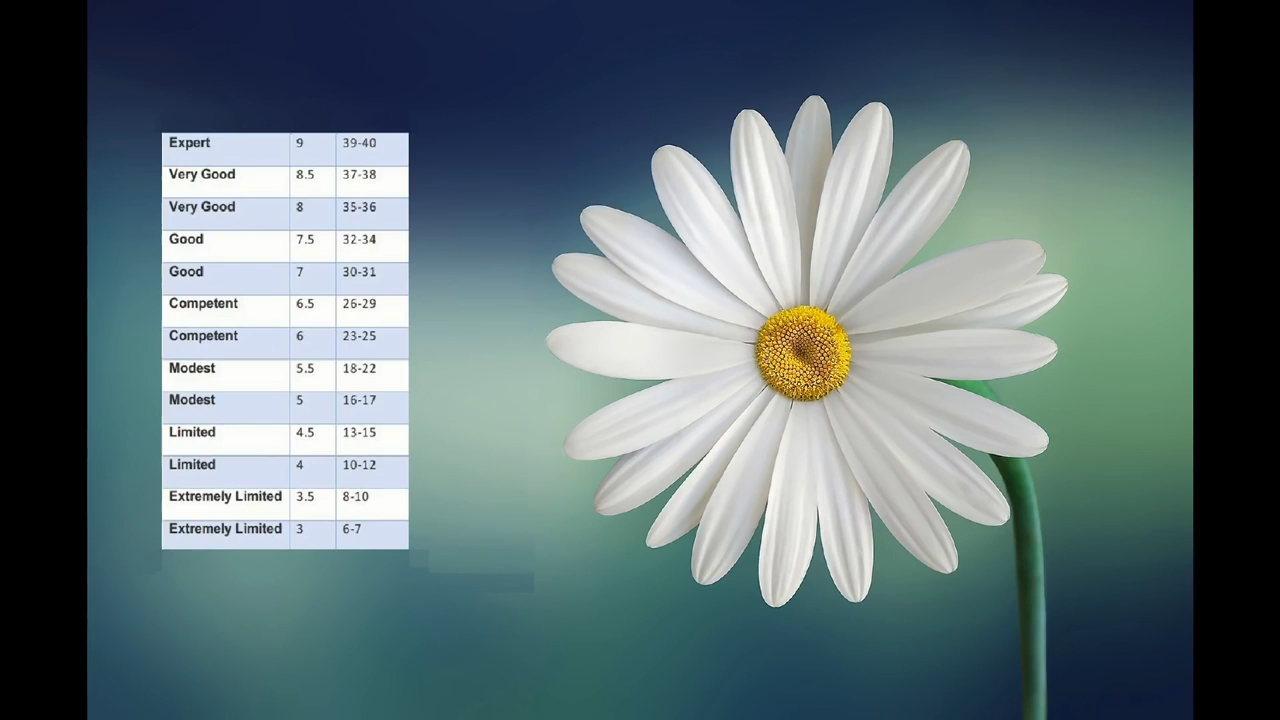 Expert 9 39-40
Very Good 8.5 37-38
Very Good 8 35-36
Good 7.5 32-34
Good 7 30-31
Competent 6.5 26-29
Competent 6 23-25
Modest 5.5 18-22
Modest 5 16-17
Limited 4.5 13-15
Limited 4 10-12
Extremely Limited 3.5 8-10
Extremely Limited 3 6-7